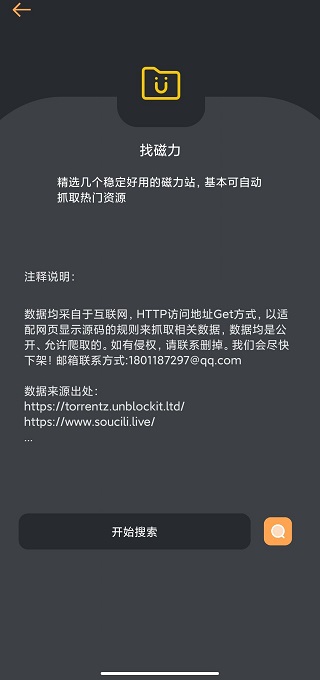 找磁力
精选几个稳定好用的磁力站，基本可自动
抓取热门资源
注释说明：
数据均采自于互联网，HTTP访问地址Get方式，以适
配网页显示源码的规则来抓取相关数据，数据均是公
开、允许爬取的。如有侵权，请联系删掉。我们会尽快
下架！邮箱联系方式:1801187297@qq.com
数据来源出处：
https://torrentz.unblockit.ltd/
https://www.soucili.live/
...
开始搜索